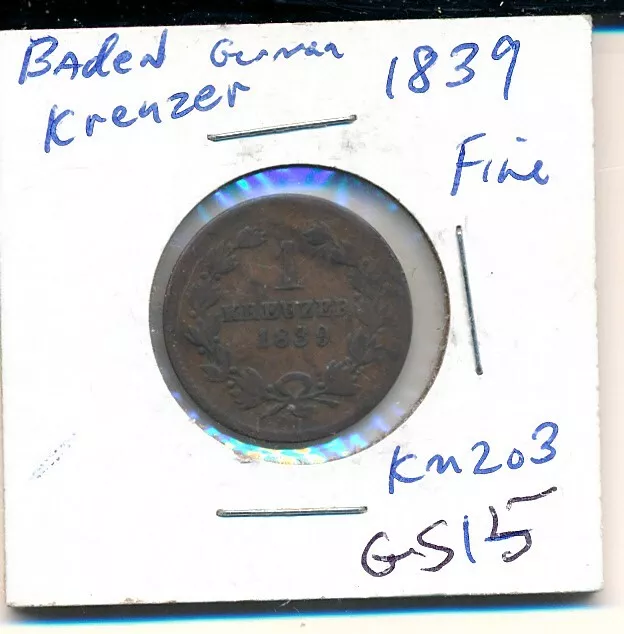 BAden German 1839
Kreuzer
Fine
1
KREUZER
1839
Km203
GS15